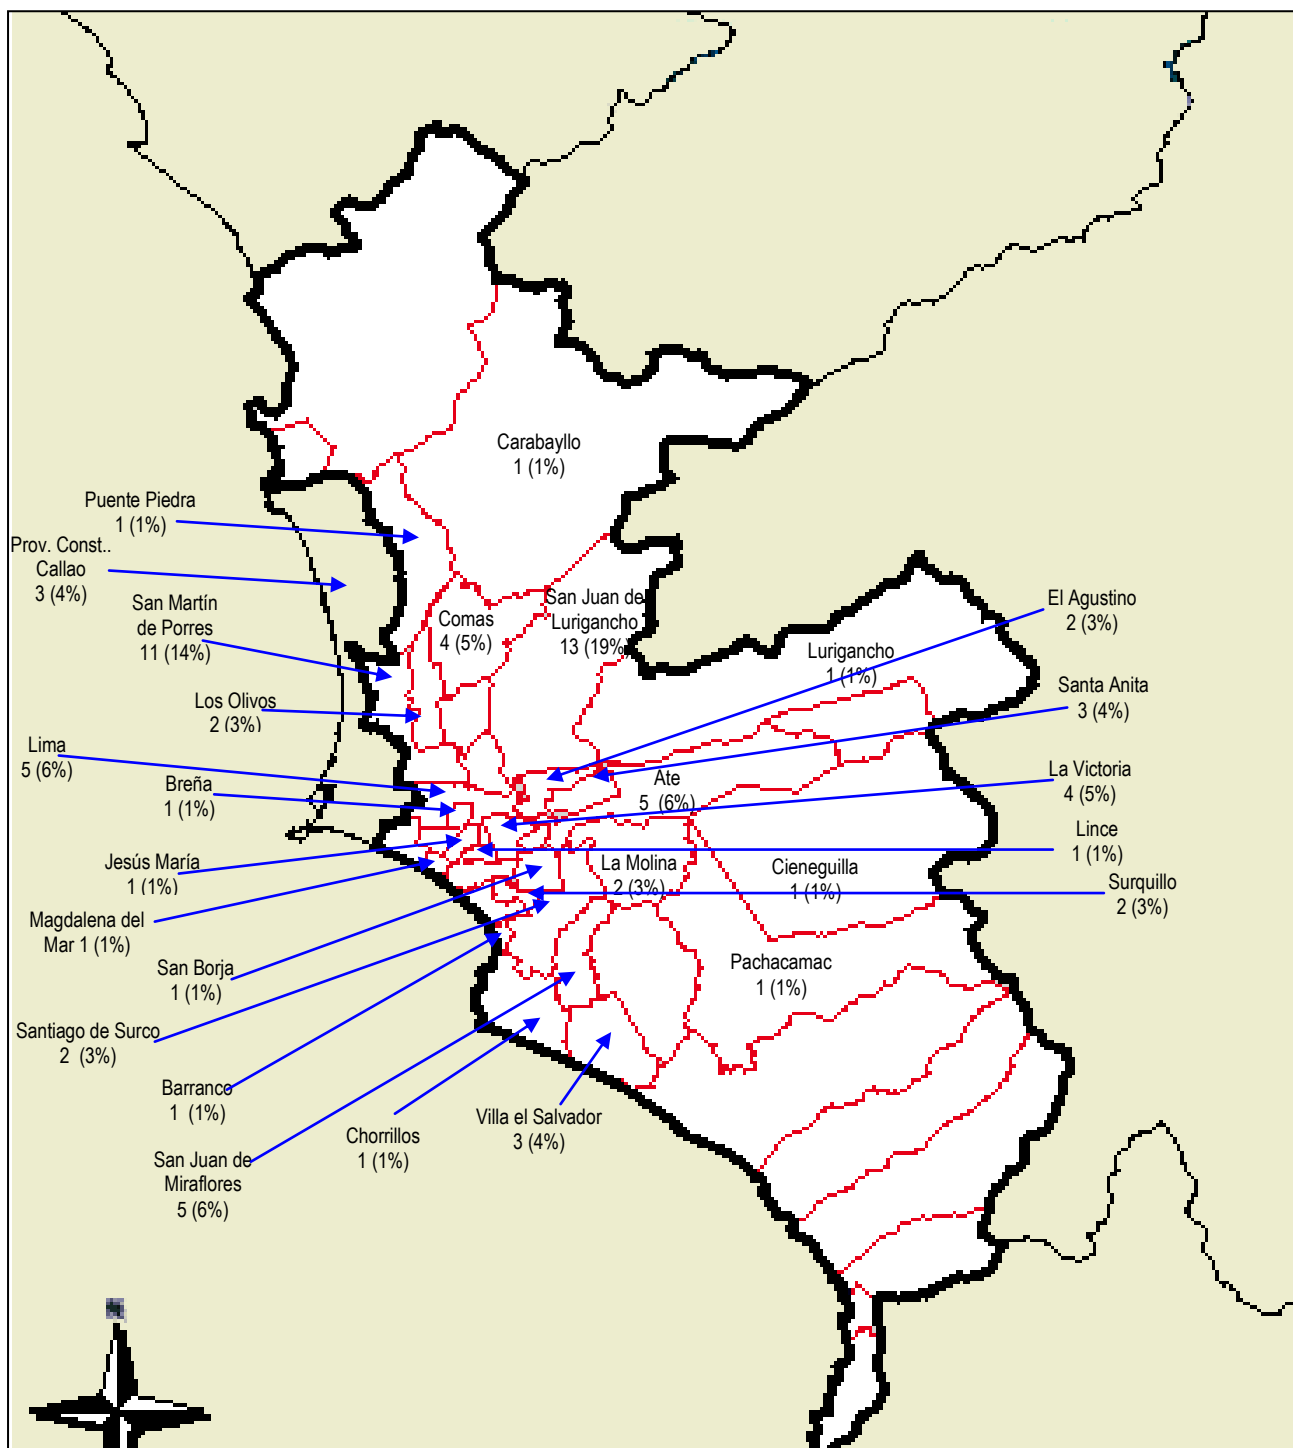 Carabayllo
1 (1%)
Puente Piedra
1 (1%)
Prov. Const..
Callao
3 (4%)
San Martín
de Porres
11 (14%)
Los Olivos
2 (3%)
Comas
4 (5%)
San Juan de
Lurigancho
13 (19%)
Lurigancho
1 (1%)
El Agustino
2 (3%)
Santa Anita
3 (4%)
Lima
5 (6%)
Breña
1 (1%)
Ate
5 (6%)
La Victoria
4 (5%)
Lince
1 (1%)
Jesús María
1 (1%)
La Molina
2 (3%)
Cieneguilla
1 (1%)
Surquillo
2 (3%)
Magdalena del
Mar 1 (1%)
San Borja
1 (1%)
Pachacamac
1 (1%)
Santiago de Surco
2 (3%)
Barranco
1 (1%)
Chorrillos
1 (1%)
Villa el Salvador
3 (4%)
San Juan de
Miraflores
5 (6%)